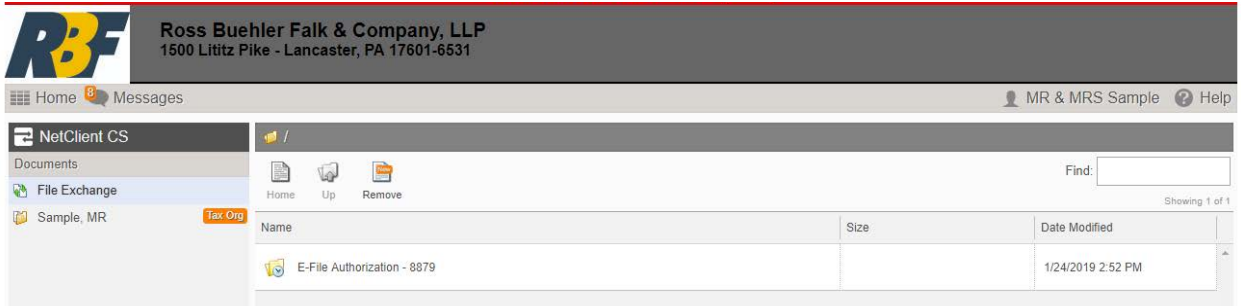 RBF
Ross Buehler Falk & Company, LLP
1500 Lititz Pike - Lancaster, PA 17601-6531
Home 8 Messages
MR & MRS Sample ? Help
NetClient CS
/
Documents
File Exchange
Sample, MR Tax Org
Home Up New Remove
Find:
Showing 1 of 1
Name Size Date Modified
E-File Authorization - 8879 1/24/2019 2:52 PM